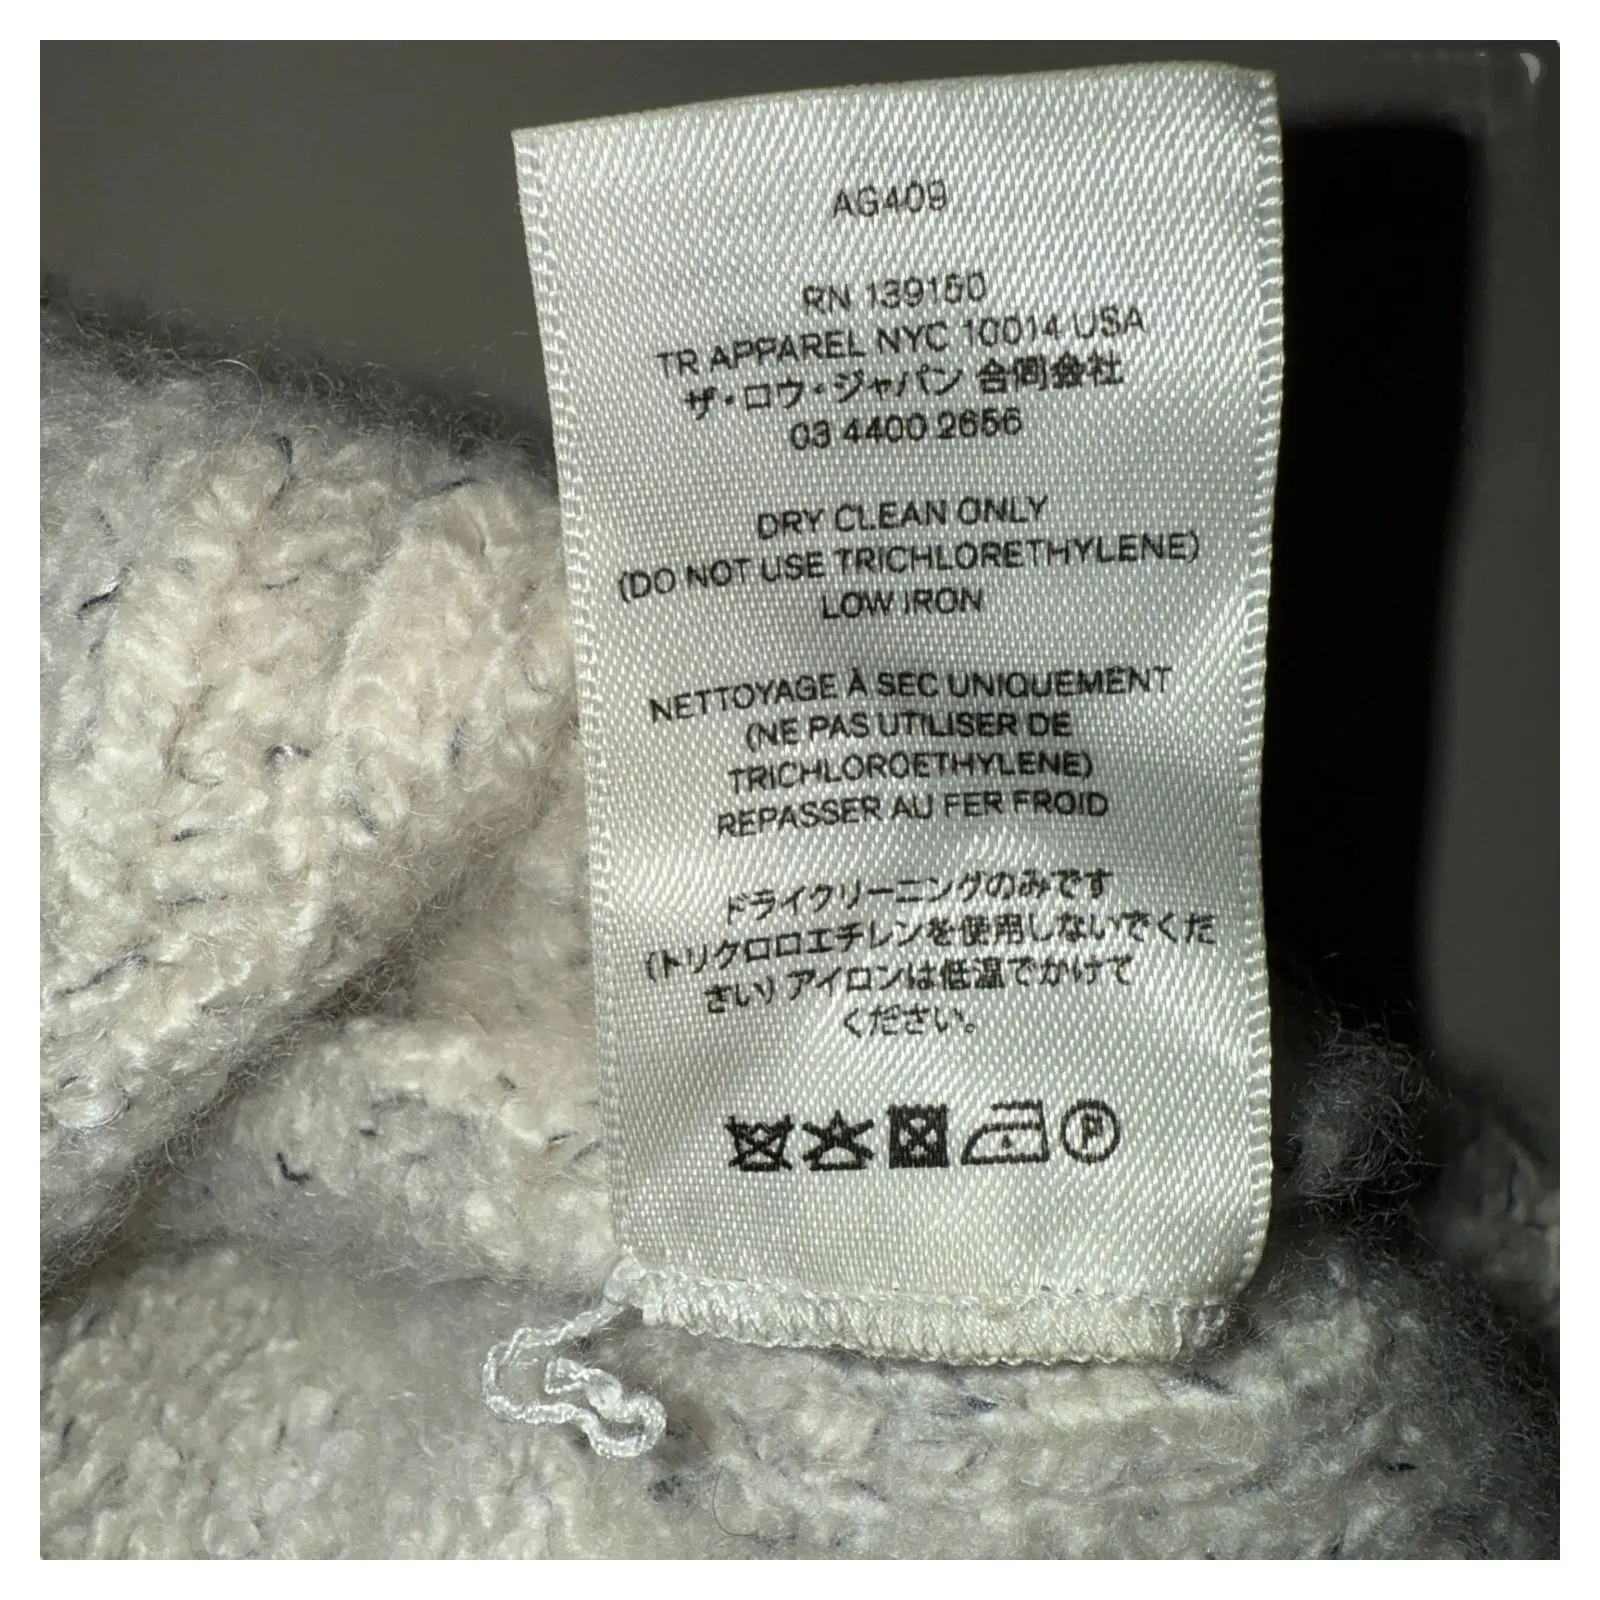 AG409
RN 139160
TR APPAREL NYC 10014 USA
ザ・ロウ・ジャパン 合同会社
03 4400 2656
DRY CLEAN ONLY
(DO NOT USE TRICHLORETHYLENE)
LOW IRON
NETTOYAGE À SEC UNIQUEMENT
(NE PAS UTILISER DE
TRICHLOROETHYLENE)
REPASSER AU FER FROID
ドライクリーニングのみです
(トリクロロエチレンを使用しないでくだ
さい) アイロンは低温でかけて
ください。
P